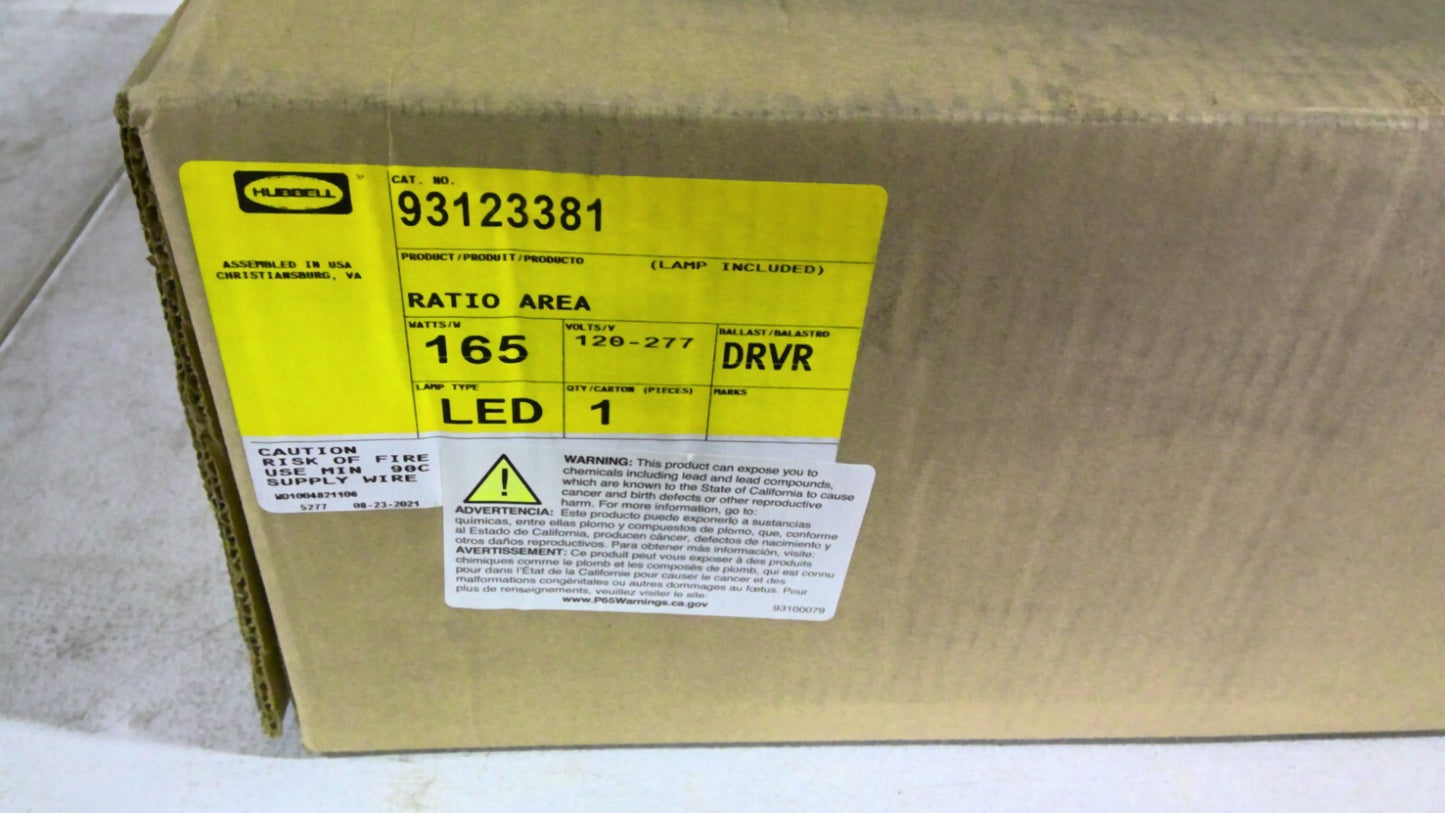 HUBBELL
ASSEMBLED IN USA
CHRISTIANSBURG, VA
CAT. NO.
93123381
PRODUCT/PRODUIT/PRODUCTO (LAMP INCLUDED)
RATIO AREA
WATTS/W
165
VOLTS/V
120-277
BALLAST/BALASTRO
DRVR
LAMP TYPE
LED
QTY/CARTON (PIECES)
1
MARKS
CAUTION
RISK OF FIRE
USE MIN. 90C
SUPPLY WIRE
WO1004821106
5277 08-23-2021
WARNING: This product can expose you to
chemicals including lead and lead compounds,
which are known to the State of California to cause
cancer and birth defects or other reproductive
harm. For more information, go to:
ADVERTENCIA: Este producto puede exponerlo a sustancias
químicas, entre ellas plomo y compuestos de plomo, que, conforme
al Estado de California, producen cáncer, defectos de nacimiento y
otros daños reproductivos. Para obtener más información, visite:
AVERTISSEMENT: Ce produit peut vous exposer à des produits
chimiques comme le plomb et les composés de plomb, qui est connu
pour dans l'État de la Californie pour causer le cancer et des
malformations congénitales ou autres dommages au fœtus. Pour
plus de renseignements, veuillez visiter le site:
www.P65Warnings.ca.gov
93100079